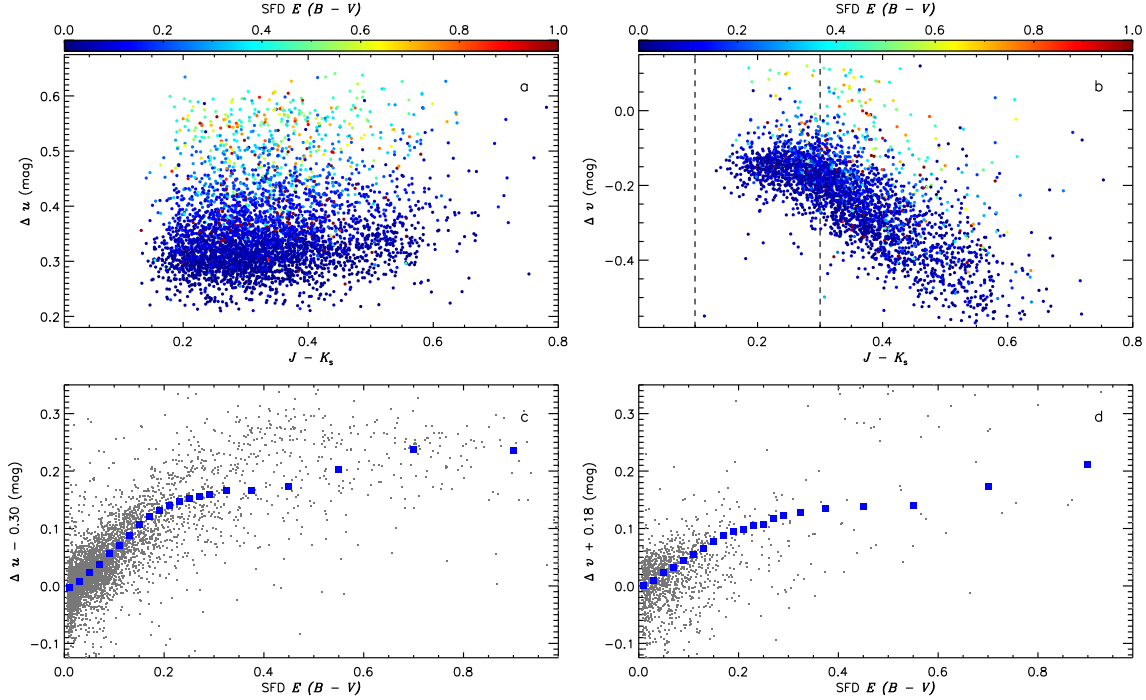 SFD E (B − V)
0.0 0.2 0.4 0.6 0.8 1.0
a
Δ u (mag)
0.6
0.5
0.4
0.3
0.2
0.2 0.4 0.6 0.8
J − Ks
SFD E (B − V)
0.0 0.2 0.4 0.6 0.8 1.0
b
Δ v (mag)
0.0
−0.2
−0.4
0.0 0.2 0.4 0.6 0.8
J − Ks
c
Δ u − 0.30 (mag)
0.3
0.2
0.1
0.0
−0.1
0.0 0.2 0.4 0.6 0.8
SFD E (B − V)
d
Δ v + 0.18 (mag)
0.3
0.2
0.1
0.0
−0.1
0.0 0.2 0.4 0.6 0.8
SFD E (B − V)